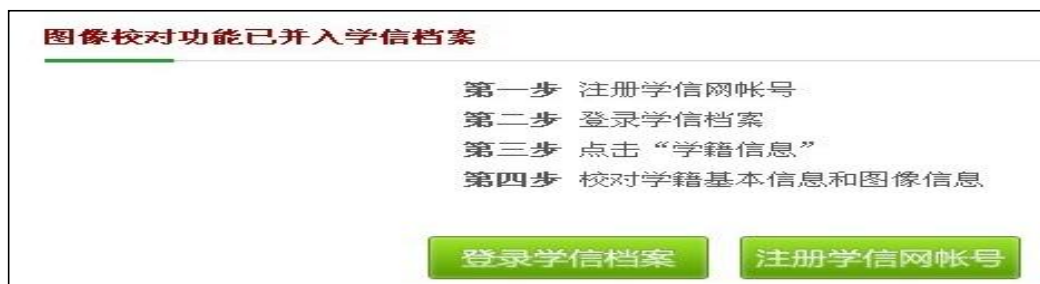 图像校对功能已并入学信档案
第一步 注册学信网帐号
第二步 登录学信档案
第三步 点击“学籍信息”
第四步 校对学籍基本信息和图像信息
登录学信档案 注册学信网帐号